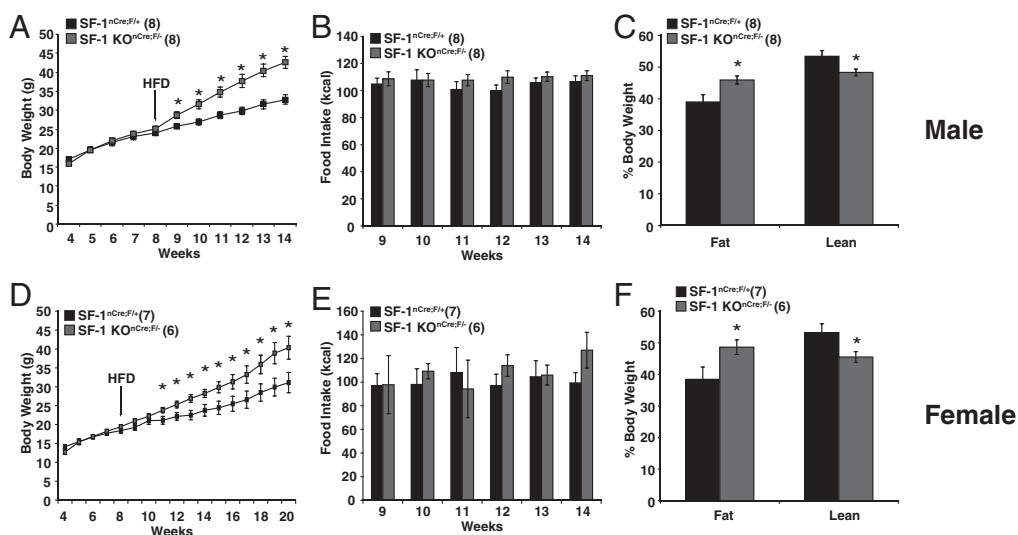 A
SF-1nCre;F/+ (8)
SF-1 KOnCre;F/- (8)
Body Weight (g)
50
45
40
35
30
25
20
15
10
5
0
HFD
* * * * * *
4 5 6 7 8 9 10 11 12 13 14
Weeks
B
SF-1nCre;F/+ (8)
SF-1 KOnCre;F/- (8)
Food Intake (kcal)
160
140
120
100
80
60
40
20
0
9 10 11 12 13 14
Weeks
C
SF-1nCre;F/+ (8)
SF-1 KOnCre;F/- (8)
% Body Weight
60
50
40
30
20
10
0
* *
Fat Lean
Male
D
SF-1nCre;F/+(7)
SF-1 KOnCre;F/- (6)
Body Weight (g)
50
45
40
35
30
25
20
15
10
5
0
HFD
* * * * * * * * * *
4 6 8 10 12 14 16 18 20
Weeks
E
SF-1nCre;F/+(7)
SF-1 KOnCre;F/- (6)
Food Intake (kcal)
160
140
120
100
80
60
40
20
0
9 10 11 12 13 14
Weeks
F
SF-1nCre;F/+(7)
SF-1 KOnCre;F/- (6)
% Body Weight
60
50
40
30
20
10
0
* *
Fat Lean
Female